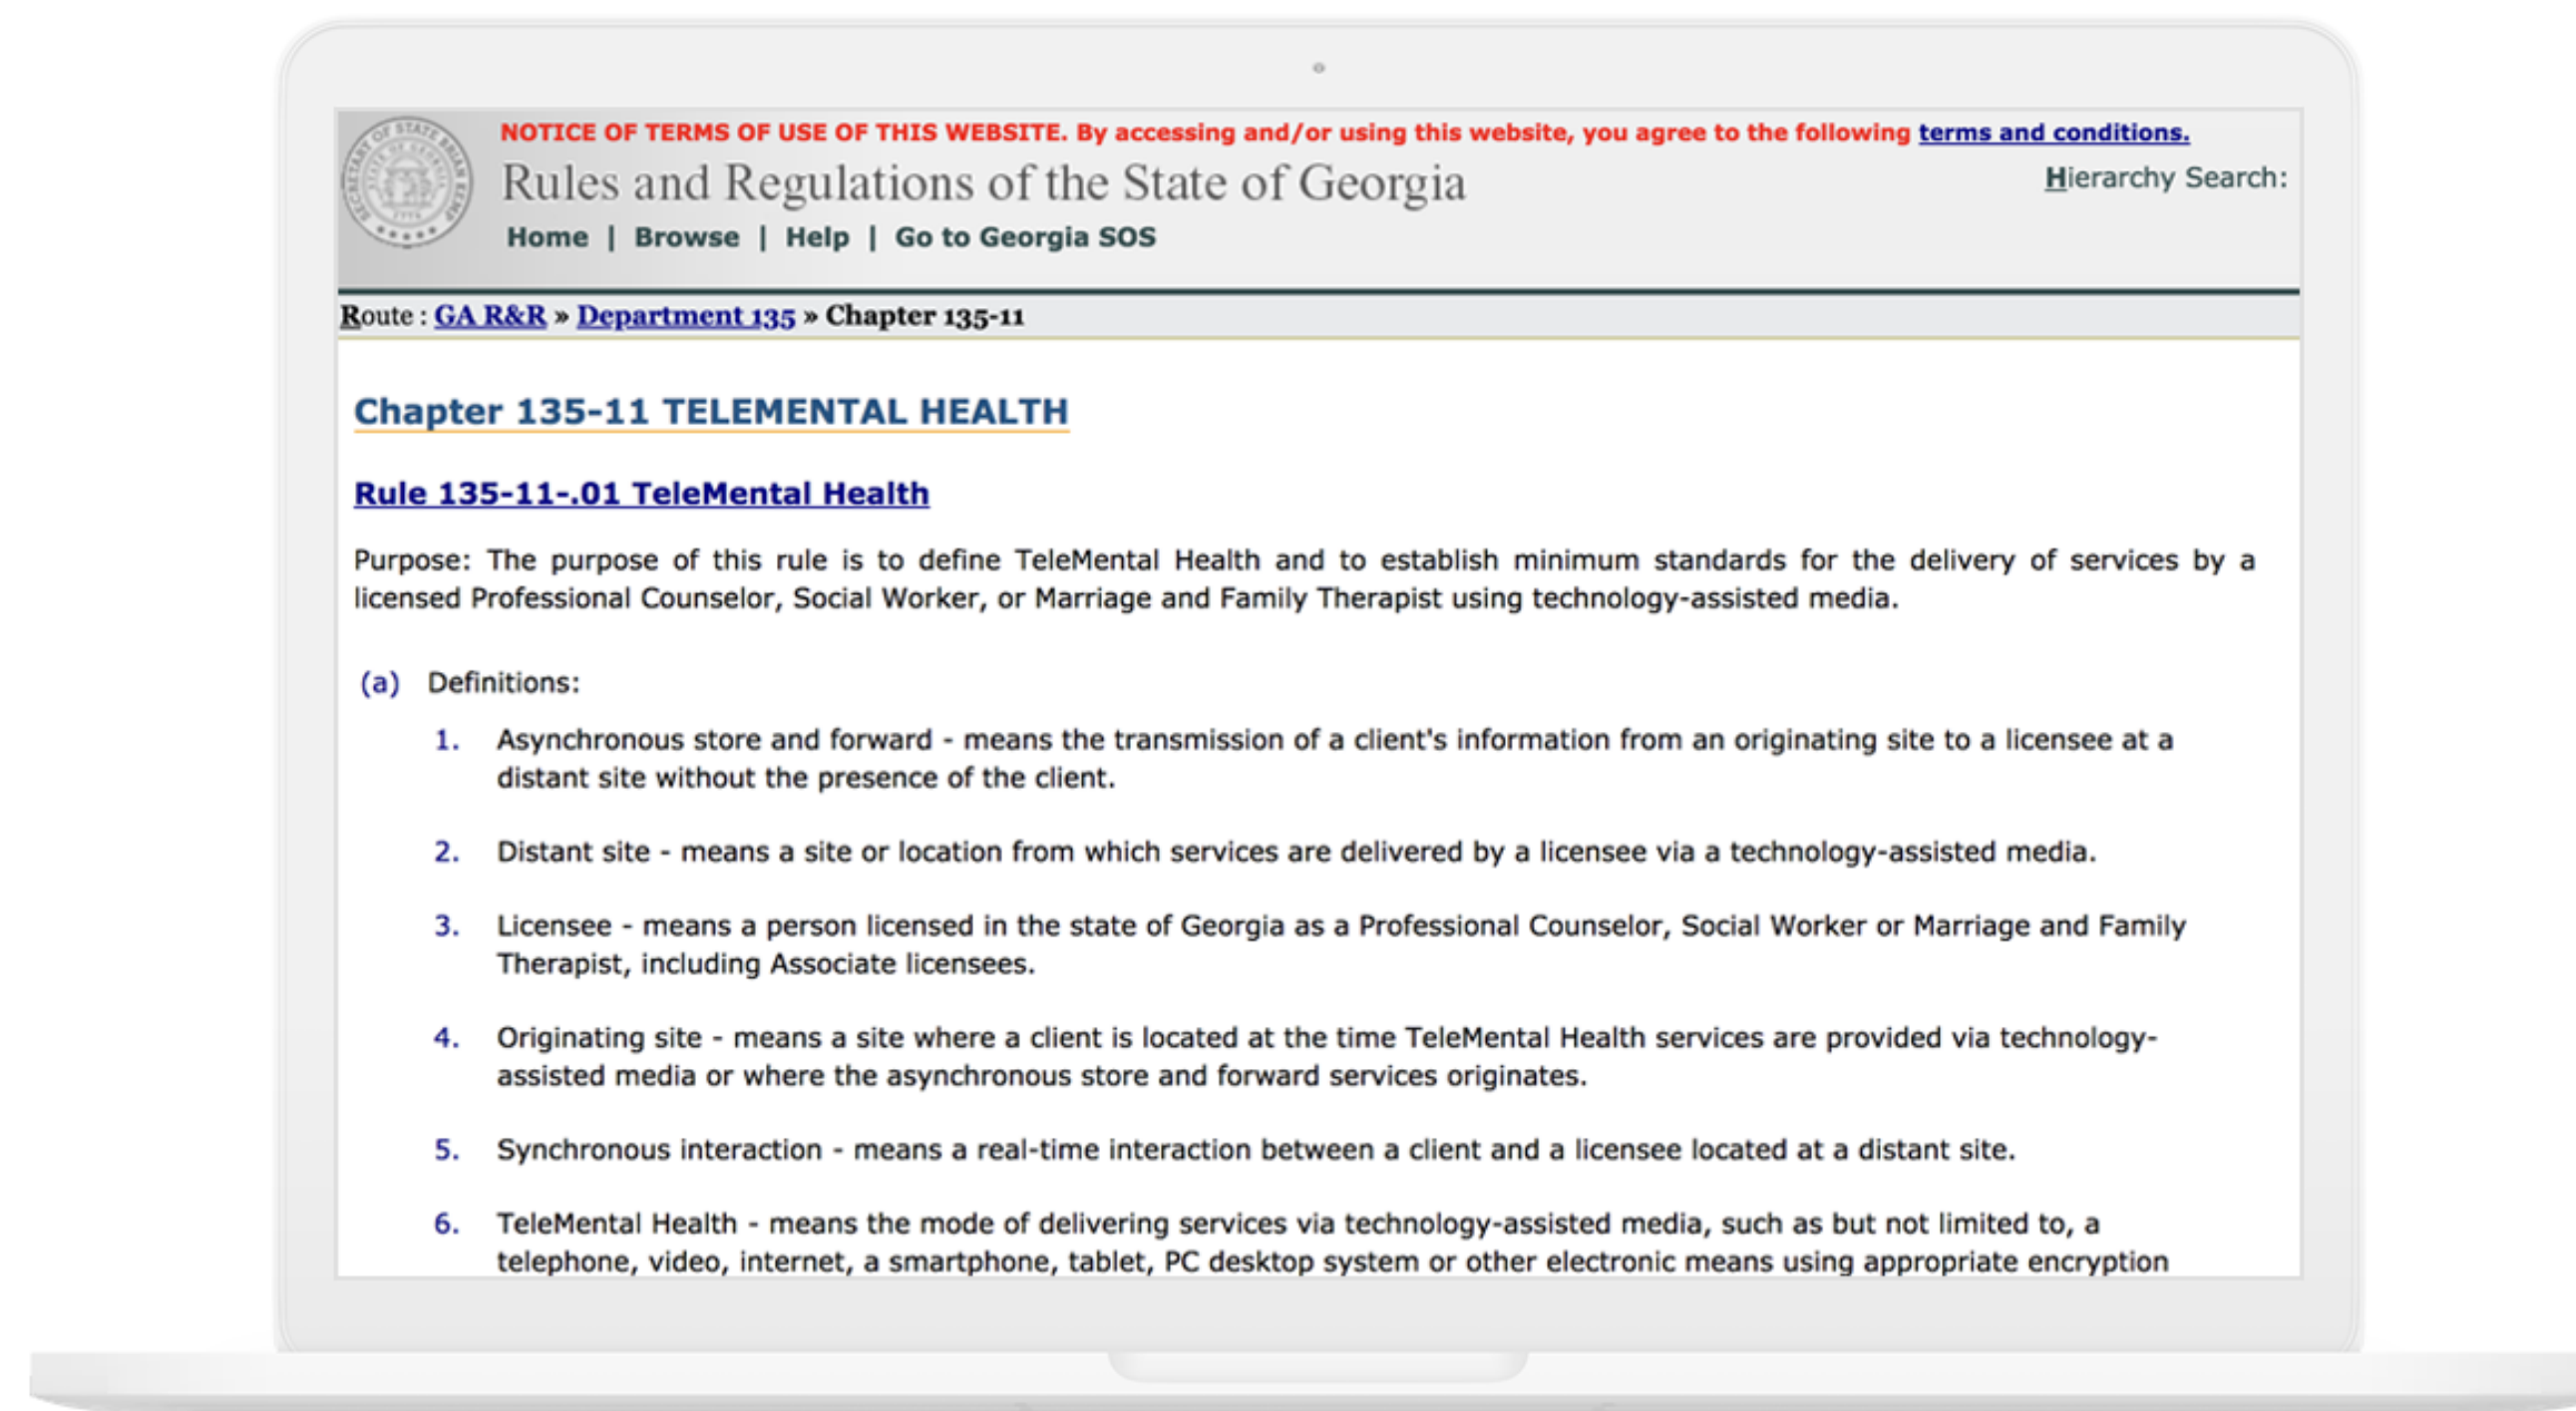 NOTICE OF TERMS OF USE OF THIS WEBSITE. By accessing and/or using this website, you agree to the following terms and conditions.
SECRETARY OF STATE BRIAN KEMP
STATE OF GEORGIA
1776
Rules and Regulations of the State of Georgia
Hierarchy Search:
Home | Browse | Help | Go to Georgia SOS
Route : GA R&R » Department 135 » Chapter 135-11
Chapter 135-11 TELEMENTAL HEALTH
Rule 135-11-.01 TeleMental Health
Purpose: The purpose of this rule is to define TeleMental Health and to establish minimum standards for the delivery of services by a
licensed Professional Counselor, Social Worker, or Marriage and Family Therapist using technology-assisted media.
(a) Definitions:
1. Asynchronous store and forward - means the transmission of a client's information from an originating site to a licensee at a
distant site without the presence of the client.
2. Distant site - means a site or location from which services are delivered by a licensee via a technology-assisted media.
3. Licensee - means a person licensed in the state of Georgia as a Professional Counselor, Social Worker or Marriage and Family
Therapist, including Associate licensees.
4. Originating site - means a site where a client is located at the time TeleMental Health services are provided via technology-
assisted media or where the asynchronous store and forward services originates.
5. Synchronous interaction - means a real-time interaction between a client and a licensee located at a distant site.
6. TeleMental Health - means the mode of delivering services via technology-assisted media, such as but not limited to, a
telephone, video, internet, a smartphone, tablet, PC desktop system or other electronic means using appropriate encryption